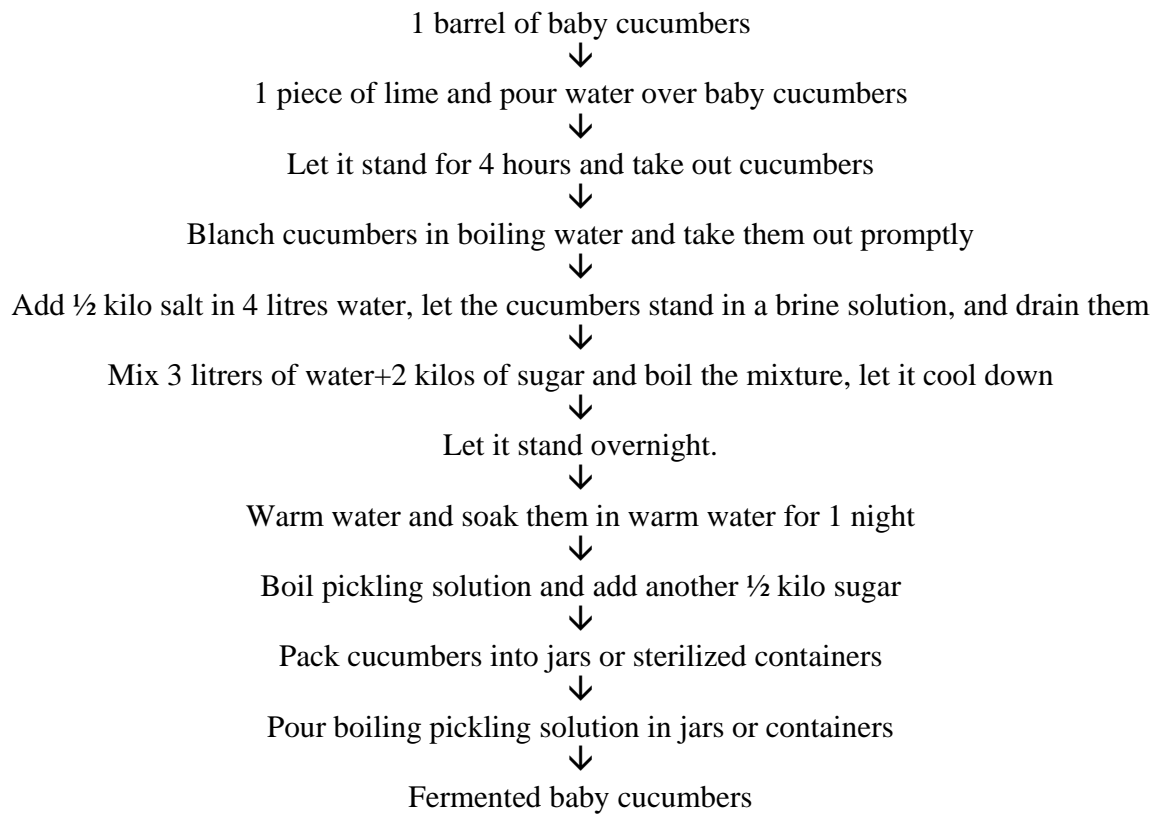 1 barrel of baby cucumbers
↓
1 piece of lime and pour water over baby cucumbers
↓
Let it stand for 4 hours and take out cucumbers
↓
Blanch cucumbers in boiling water and take them out promptly
↓
Add ½ kilo salt in 4 litres water, let the cucumbers stand in a brine solution, and drain them
↓
Mix 3 litrers of water+2 kilos of sugar and boil the mixture, let it cool down
↓
Let it stand overnight.
↓
Warm water and soak them in warm water for 1 night
↓
Boil pickling solution and add another ½ kilo sugar
↓
Pack cucumbers into jars or sterilized containers
↓
Pour boiling pickling solution in jars or containers
↓
Fermented baby cucumbers